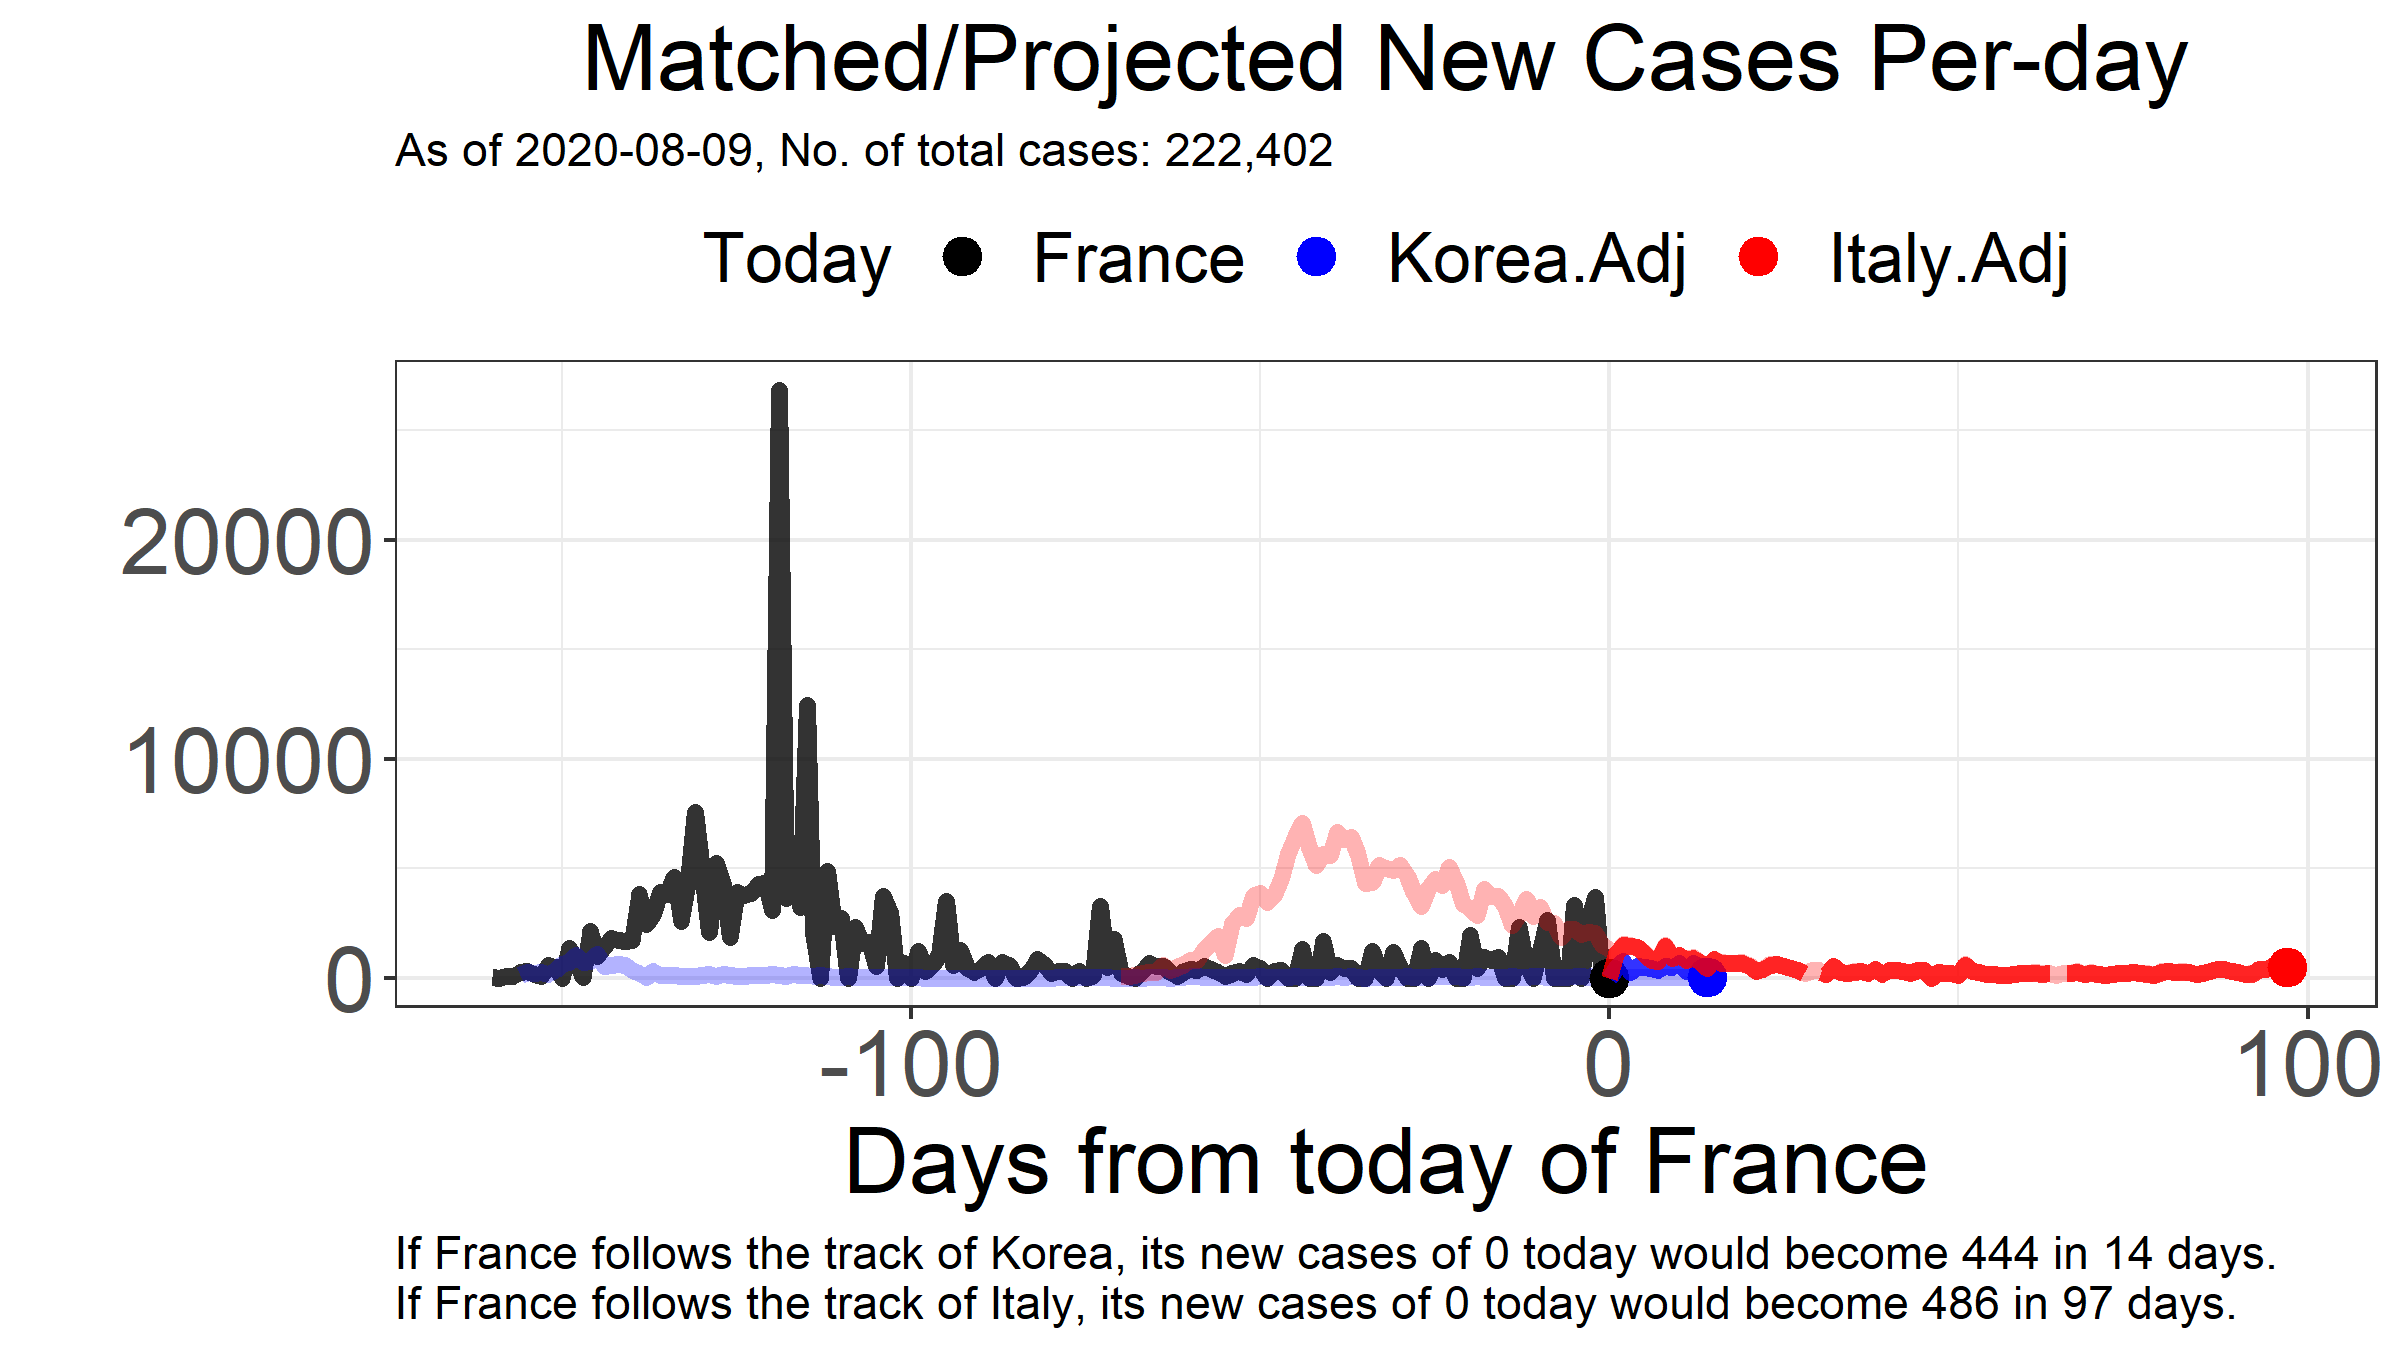 Matched/Projected New Cases Per-day
As of 2020-08-09, No. of total cases: 222,402
Today France Korea.Adj Italy.Adj
20000
10000
0
-100 0 100
Days from today of France
If France follows the track of Korea, its new cases of 0 today would become 444 in 14 days.
If France follows the track of Italy, its new cases of 0 today would become 486 in 97 days.